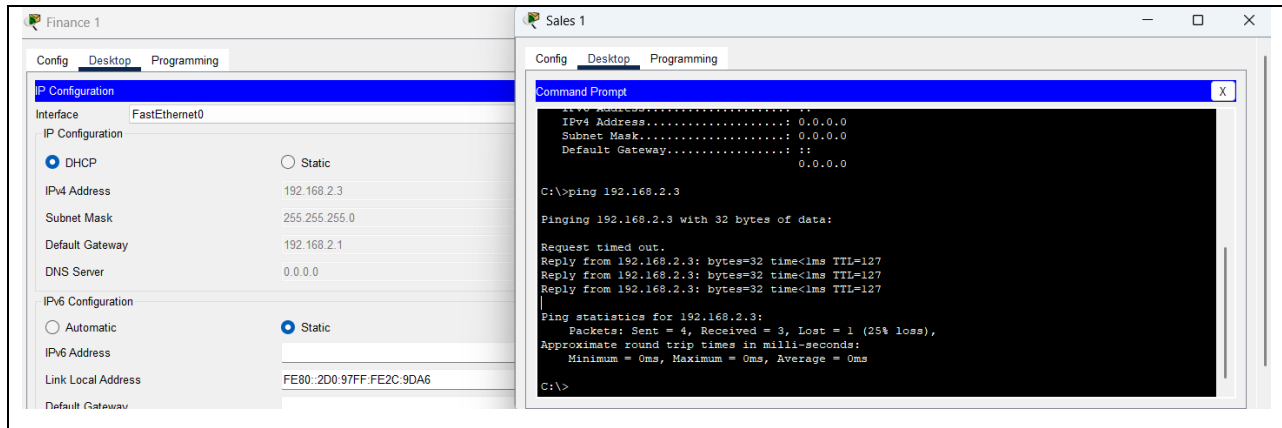 Finance 1
Config Desktop Programming
IP Configuration
Interface FastEthernet0
IP Configuration
DHCP Static
IPv4 Address 192.168.2.3
Subnet Mask 255.255.255.0
Default Gateway 192.168.2.1
DNS Server 0.0.0.0
IPv6 Configuration
Automatic Static
IPv6 Address
Link Local Address FE80::2D0:97FF:FE2C:9DA6
Default Gateway
Sales 1
Config Desktop Programming
Command Prompt X
IPv6 Address......................: ::
IPv4 Address....................: 0.0.0.0
Subnet Mask.....................: 0.0.0.0
Default Gateway.................: ::
0.0.0.0
C:\>ping 192.168.2.3
Pinging 192.168.2.3 with 32 bytes of data:
Request timed out.
Reply from 192.168.2.3: bytes=32 time<1ms TTL=127
Reply from 192.168.2.3: bytes=32 time<1ms TTL=127
Reply from 192.168.2.3: bytes=32 time<1ms TTL=127
Ping statistics for 192.168.2.3:
Packets: Sent = 4, Received = 3, Lost = 1 (25% loss),
Approximate round trip times in milli-seconds:
Minimum = 0ms, Maximum = 0ms, Average = 0ms
C:\>